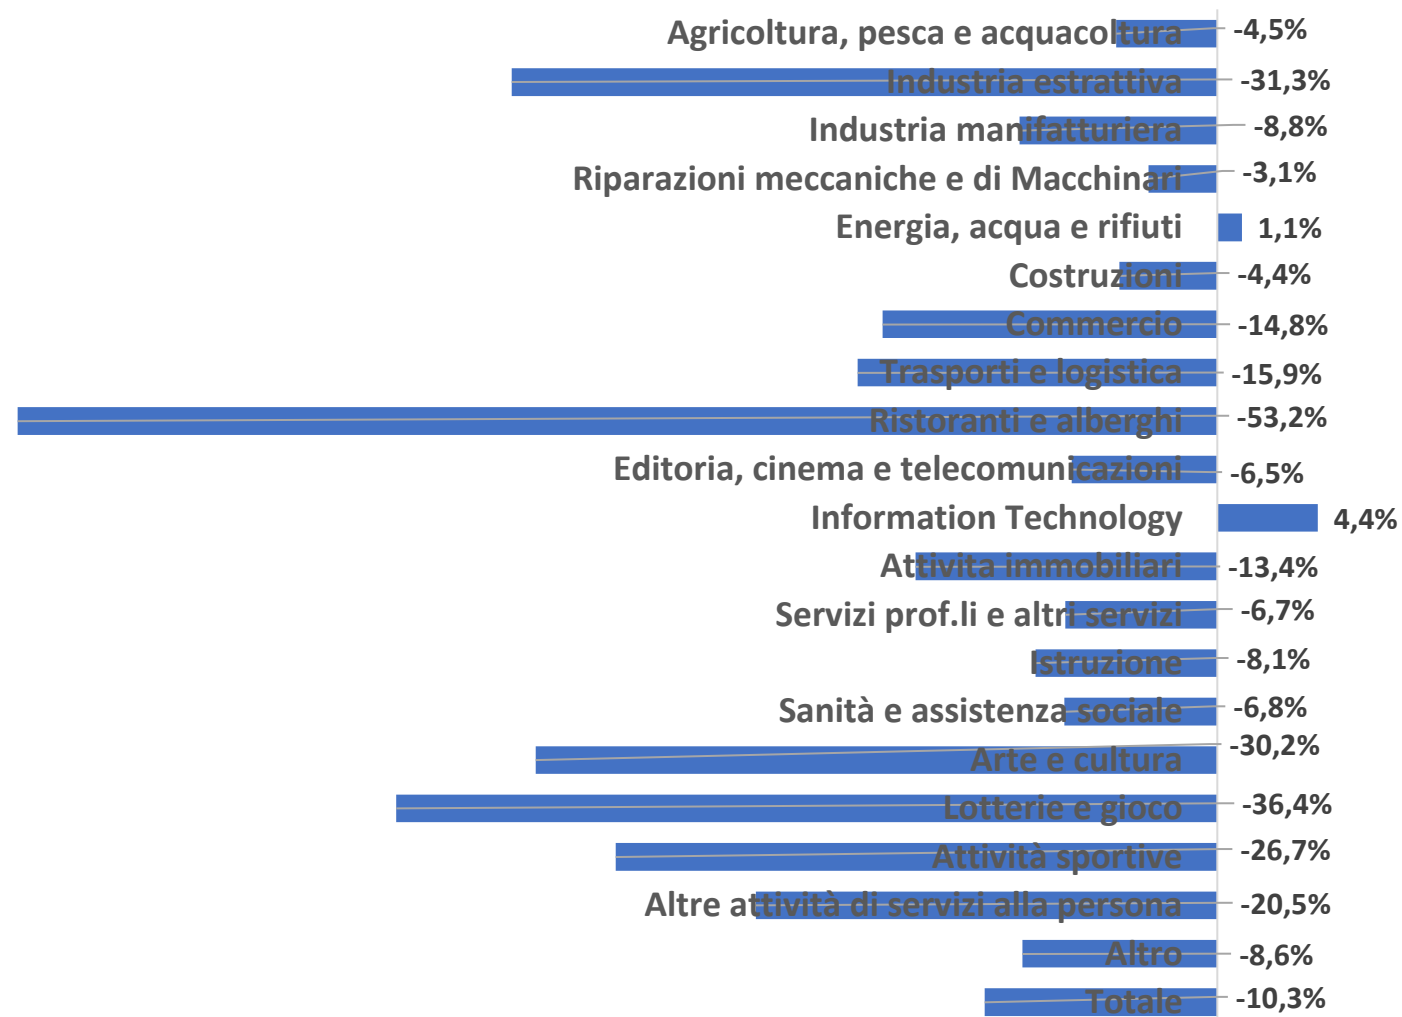 Agricoltura, pesca e acquacoltura -4,5%
Industria estrattiva -31,3%
Industria manifatturiera -8,8%
Riparazioni meccaniche e di Macchinari -3,1%
Energia, acqua e rifiuti 1,1%
Costruzioni -4,4%
Commercio -14,8%
Trasporti e logistica -15,9%
Ristoranti e alberghi -53,2%
Editoria, cinema e telecomunicazioni -6,5%
Information Technology 4,4%
Attivita immobiliari -13,4%
Servizi prof.li e altri servizi -6,7%
Istruzione -8,1%
Sanità e assistenza sociale -6,8%
Arte e cultura -30,2%
Lotterie e gioco -36,4%
Attività sportive -26,7%
Altre attività di servizi alla persona -20,5%
Altro -8,6%
Totale -10,3%